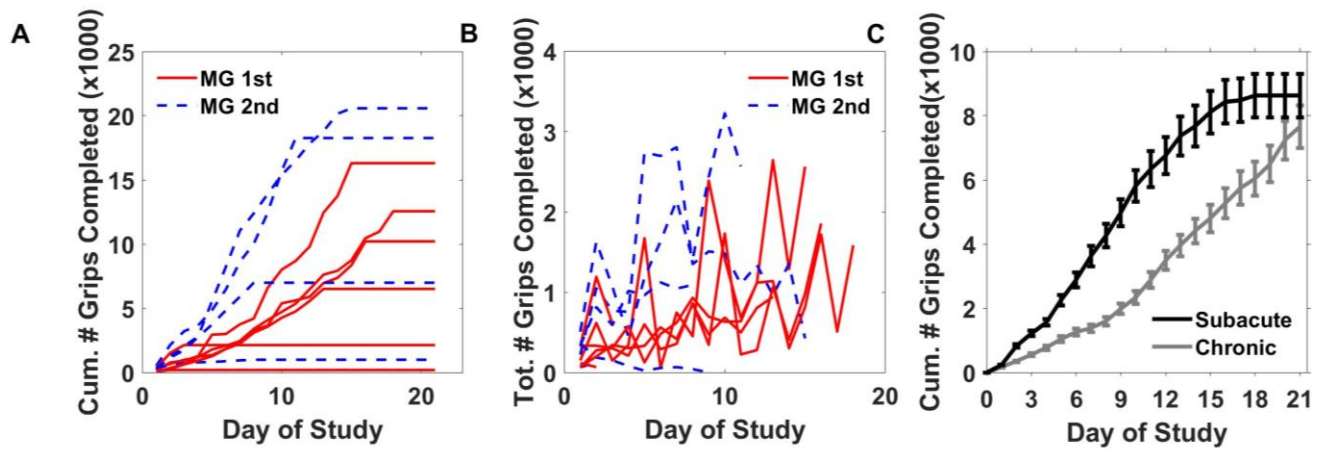 A
Cum. # Grips Completed (x1000)
25
20
15
10
5
0
MG 1st
MG 2nd
0
10
20
Day of Study
B
Tot. # Grips Completed (x1000)
4
3
2
1
0
MG 1st
MG 2nd
0
10
20
Day of Study
C
Cum. # Grips Completed(x1000)
10
8
6
4
2
0
Subacute
Chronic
0 3 6 9 12 15 18 21
Day of Study